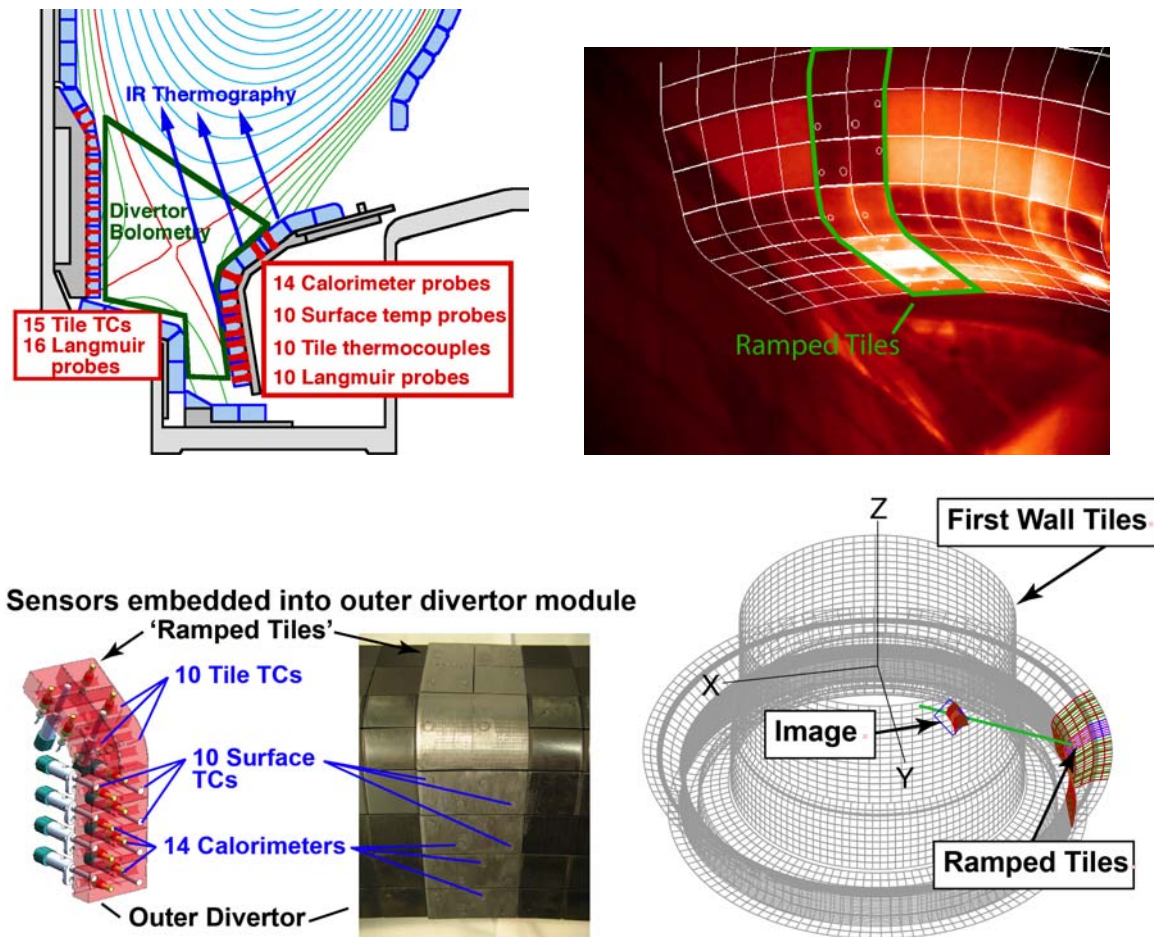 IR Thermography
Divertor
Bolometry
14 Calorimeter probes
10 Surface temp probes
10 Tile thermocouples
10 Langmuir probes
15 Tile TCs
16 Langmuir
probes
Ramped Tiles
Sensors embedded into outer divertor module
'Ramped Tiles'
10 Tile TCs
10 Surface
TCs
14 Calorimeters
Outer Divertor
Z
First Wall Tiles
X
Image
Y
Ramped Tiles